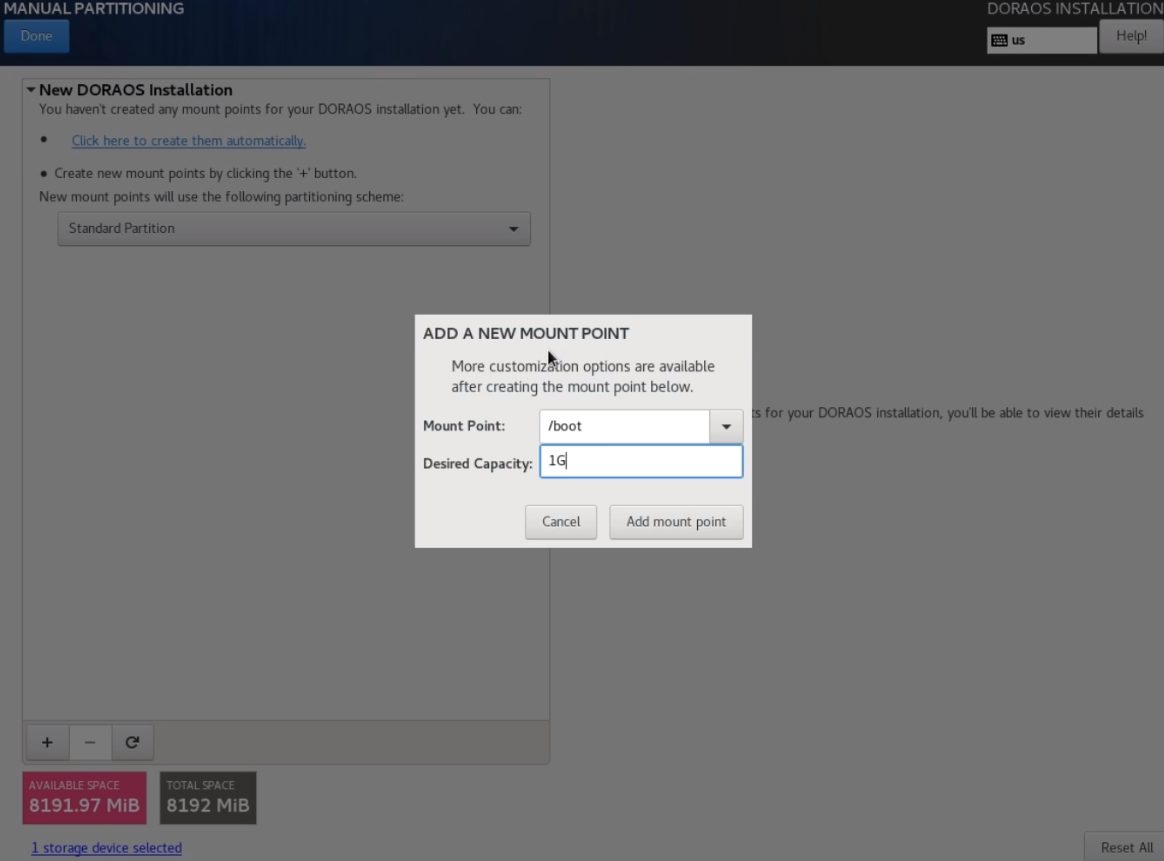 MANUAL PARTITIONING
DORAOS INSTALLATION
Done
us
Help!
New DORAOS Installation
You haven't created any mount points for your DORAOS installation yet. You can:
• Click here to create them automatically.
• Create new mount points by clicking the '+' button.
New mount points will use the following partitioning scheme:
Standard Partition
ADD A NEW MOUNT POINT
More customization options are available
after creating the mount point below.
Mount Point: /boot
ts for your DORAOS installation, you'll be able to view their details
Desired Capacity: 1G
Cancel
Add mount point
+ −
AVAILABLE SPACE
8191.97 MiB
TOTAL SPACE
8192 MiB
1 storage device selected
Reset All